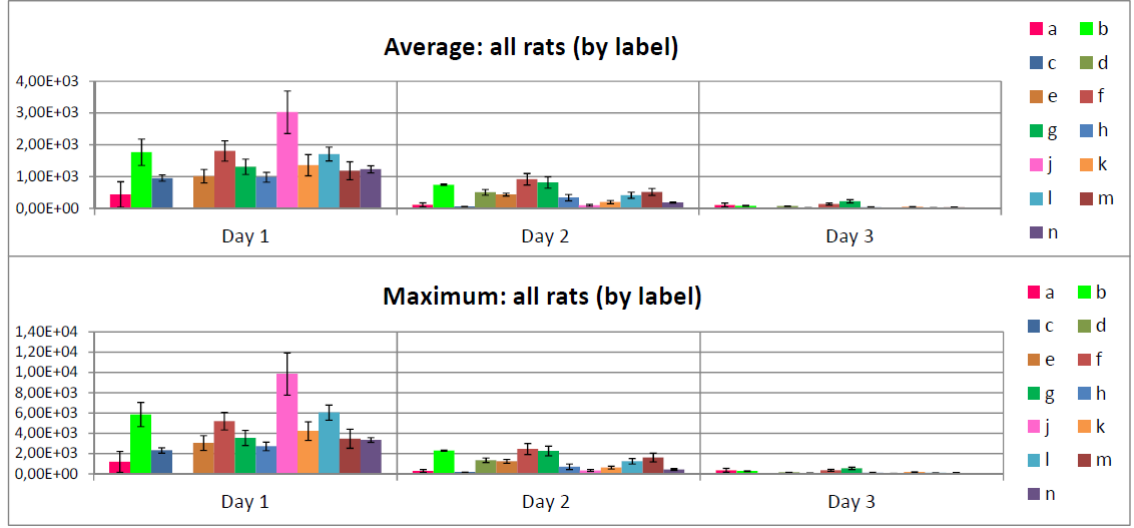 Average: all rats (by label)
4,00E+03
3,00E+03
2,00E+03
1,00E+03
0,00E+00
Day 1 Day 2 Day 3
a b
c d
e f
g h
j k
l m
n
Maximum: all rats (by label)
1,40E+04
1,20E+04
1,00E+04
8,00E+03
6,00E+03
4,00E+03
2,00E+03
0,00E+00
Day 1 Day 2 Day 3
a b
c d
e f
g h
j k
l m
n